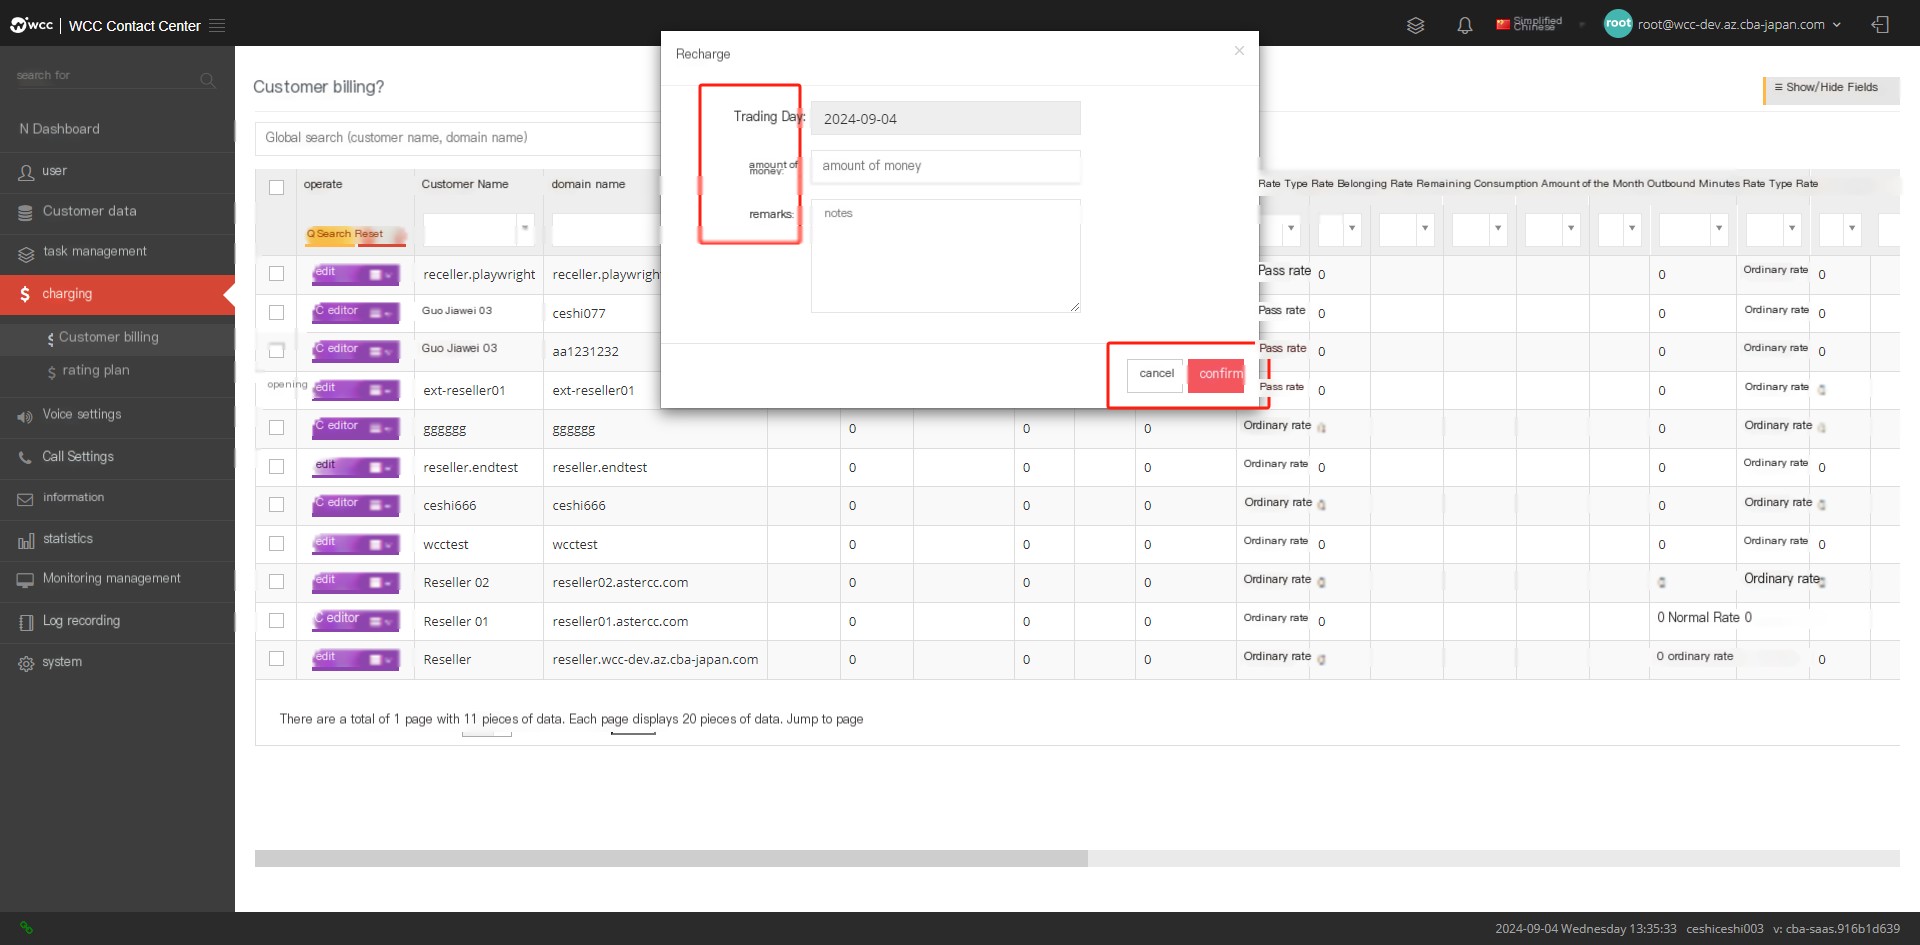 wcc | WCC Contact Center
Simplified
Chinese
root
root@wcc-dev.az.cba-japan.com
search for
N Dashboard
user
Customer data
task management
charging
Customer billing
rating plan
Voice settings
Call Settings
information
statistics
Monitoring management
Log recording
system
Customer billing?
Show/Hide Fields
Global search (customer name, domain name)
Recharge
Trading Day:
2024-09-04
amount of
money:
amount of money
remarks:
notes
cancel
confirm
operate Customer Name domain name Rate Type Rate Belonging Rate Remaining Consumption Amount of the Month Outbound Minutes Rate Type Rate
Search Reset
edit receller.playwright receller.playwrigh Pass rate 0 0 Ordinary rate 0
C editor Guo Jiawei 03 ceshi077 Pass rate 0 0 Ordinary rate 0
C editor Guo Jiawei 03 aa1231232 Pass rate 0 0 Ordinary rate 0
opening edit ext-reseller01 ext-reseller01 Pass rate 0 0 Ordinary rate
C editor gggggg gggggg 0 0 0 Ordinary rate 0 Ordinary rate
edit reseller.endtest reseller.endtest 0 0 0 Ordinary rate 0 0 Ordinary rate 0
C editor ceshi666 ceshi666 0 0 0 Ordinary rate 0 Ordinary rate
edit wcctest wcctest 0 0 0 Ordinary rate 0 0 Ordinary rate 0
edit Reseller 02 reseller02.astercc.com 0 0 0 Ordinary rate Ordinary rate
C editor Reseller 01 reseller01.astercc.com 0 0 0 Ordinary rate 0 0 Normal Rate 0
edit Reseller reseller.wcc-dev.az.cba-japan.com 0 0 0 Ordinary rate 0 ordinary rate 0
There are a total of 1 page with 11 pieces of data. Each page displays 20 pieces of data. Jump to page
2024-09-04 Wednesday 13:35:33 ceshiceshi003 v: cba-saas.916b1d639